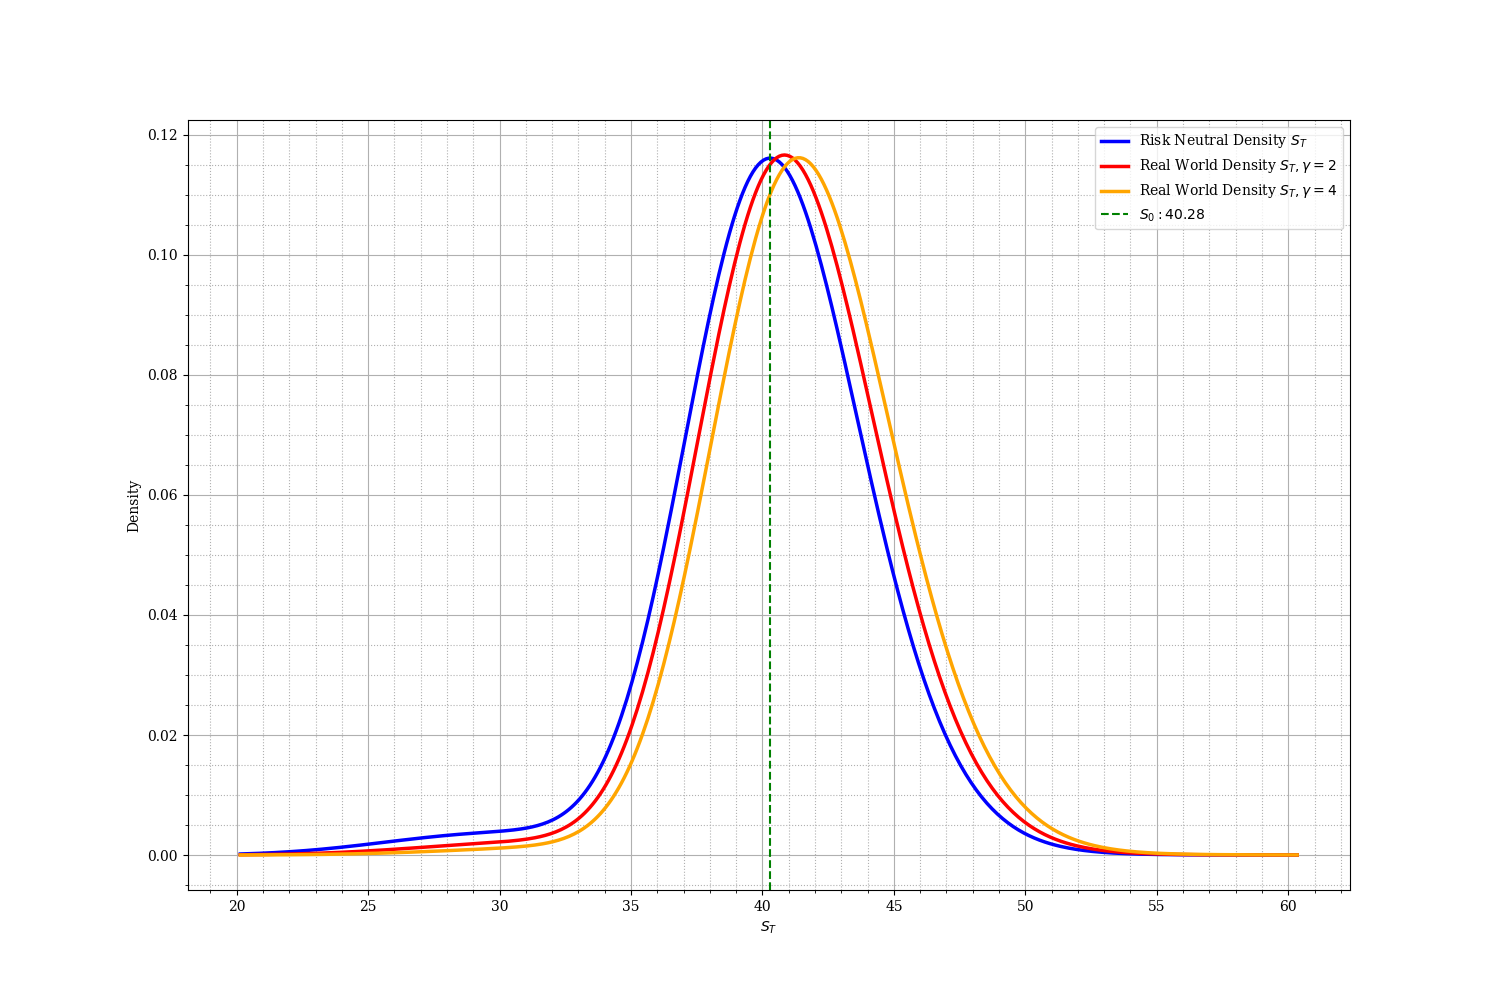 0.12
0.10
0.08
0.06
0.04
0.02
0.00
Density
20 25 30 35 40 45 50 55 60
S_T
Risk Neutral Density S_T
Real World Density S_T, γ = 2
Real World Density S_T, γ = 4
S_0 : 40.28